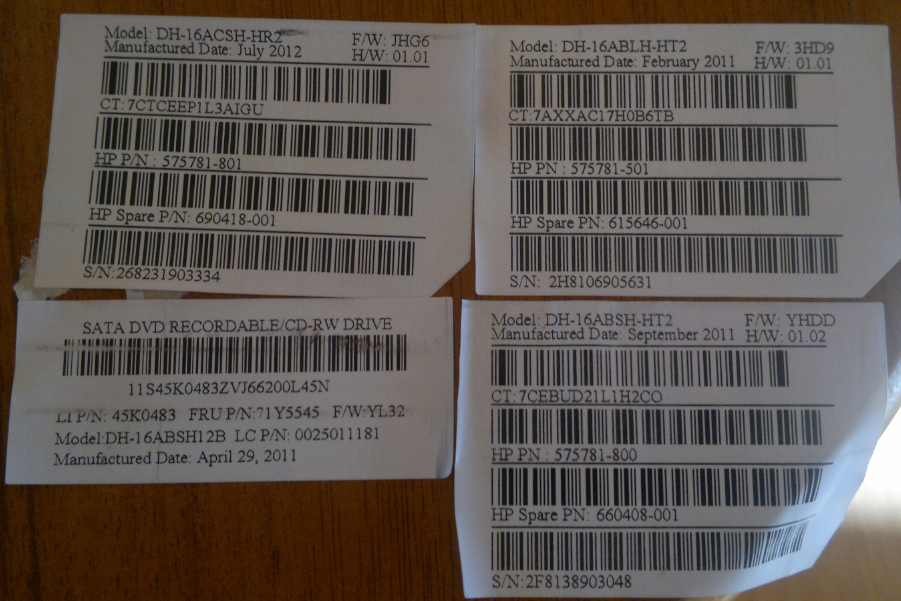 Model: DH-16ACSH-HR2 F/W: JHG6
Manufactured Date: July 2012 H/W: 01.01
CT: 7CTCEEP1L3AIGU
HP P/N : 575781-801
HP Spare P/N: 690418-001
S/N:268231903334
Model: DH-16ABLH-HT2 F/W: 3HD9
Manufactured Date: February 2011 H/W: 01.01
CT:7AXXAC17H0B6TB
HP PN : 575781-501
HP Spare PN: 615646-001
S/N: 2H8106905631
SATA DVD RECORDABLE/CD-RW DRIVE
11S45K0483ZVJ66200L45N
LI P/N: 45K0483 FRU P/N:71Y5545 F/W:YL32
Model:DH-16ABSH12B LC P/N: 0025011181
Manufactured Date: April 29, 2011
Model: DH-16ABSH-HT2 F/W: YHDD
Manufactured Date: September 2011 H/W: 01.02
CT:7CEBUD21L1H2CO
HP PN : 575781-800
HP Spare PN: 660408-001
S/N:2F8138903048